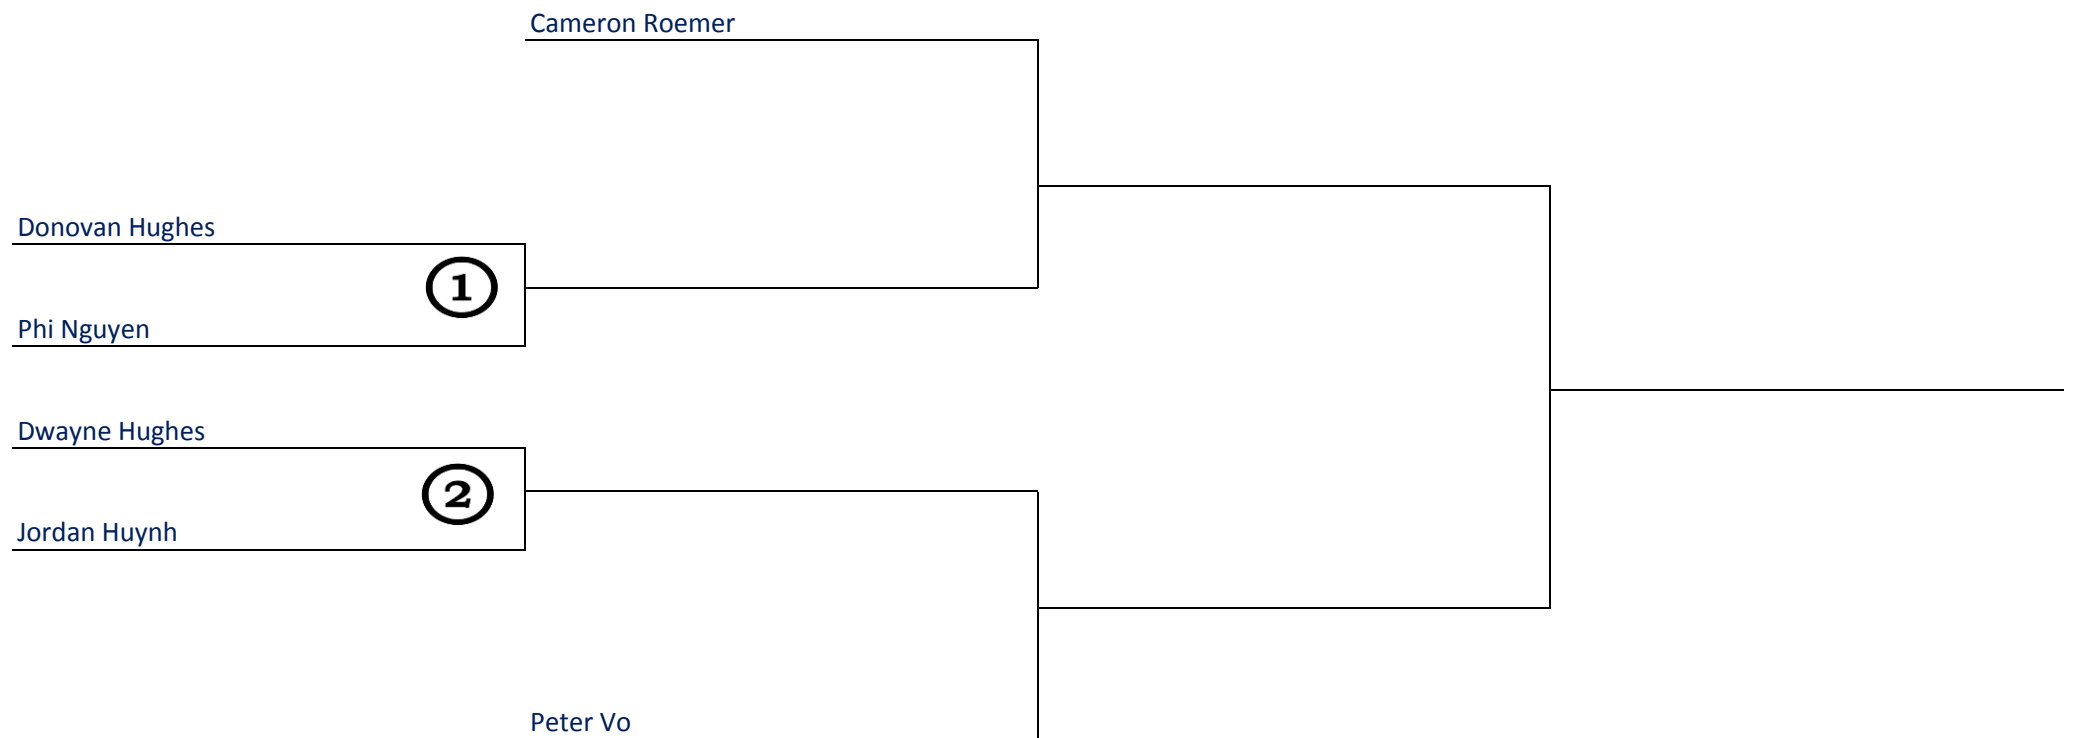 Cameron Roemer
Donovan Hughes
1
Phi Nguyen
Dwayne Hughes
2
Jordan Huynh
Peter Vo